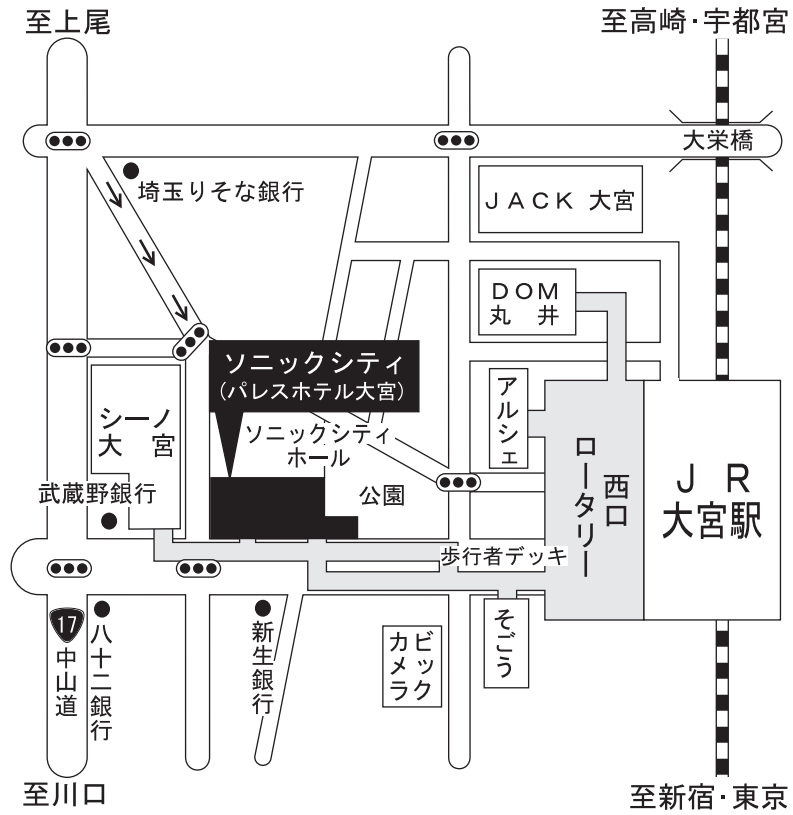 至上尾
至高崎・宇都宮
大栄橋
埼玉りそな銀行
JACK 大宮
DOM
丸井
ソニックシティ
(パレスホテル大宮)
アルシェ
シーノ
大宮
ソニックシティ
ホール
西口
ロータリー
JR
大宮駅
武蔵野銀行
公園
歩行者デッキ
17
中山道
八十二銀行
新生銀行
ビック
カメラ
そごう
至川口
至新宿・東京